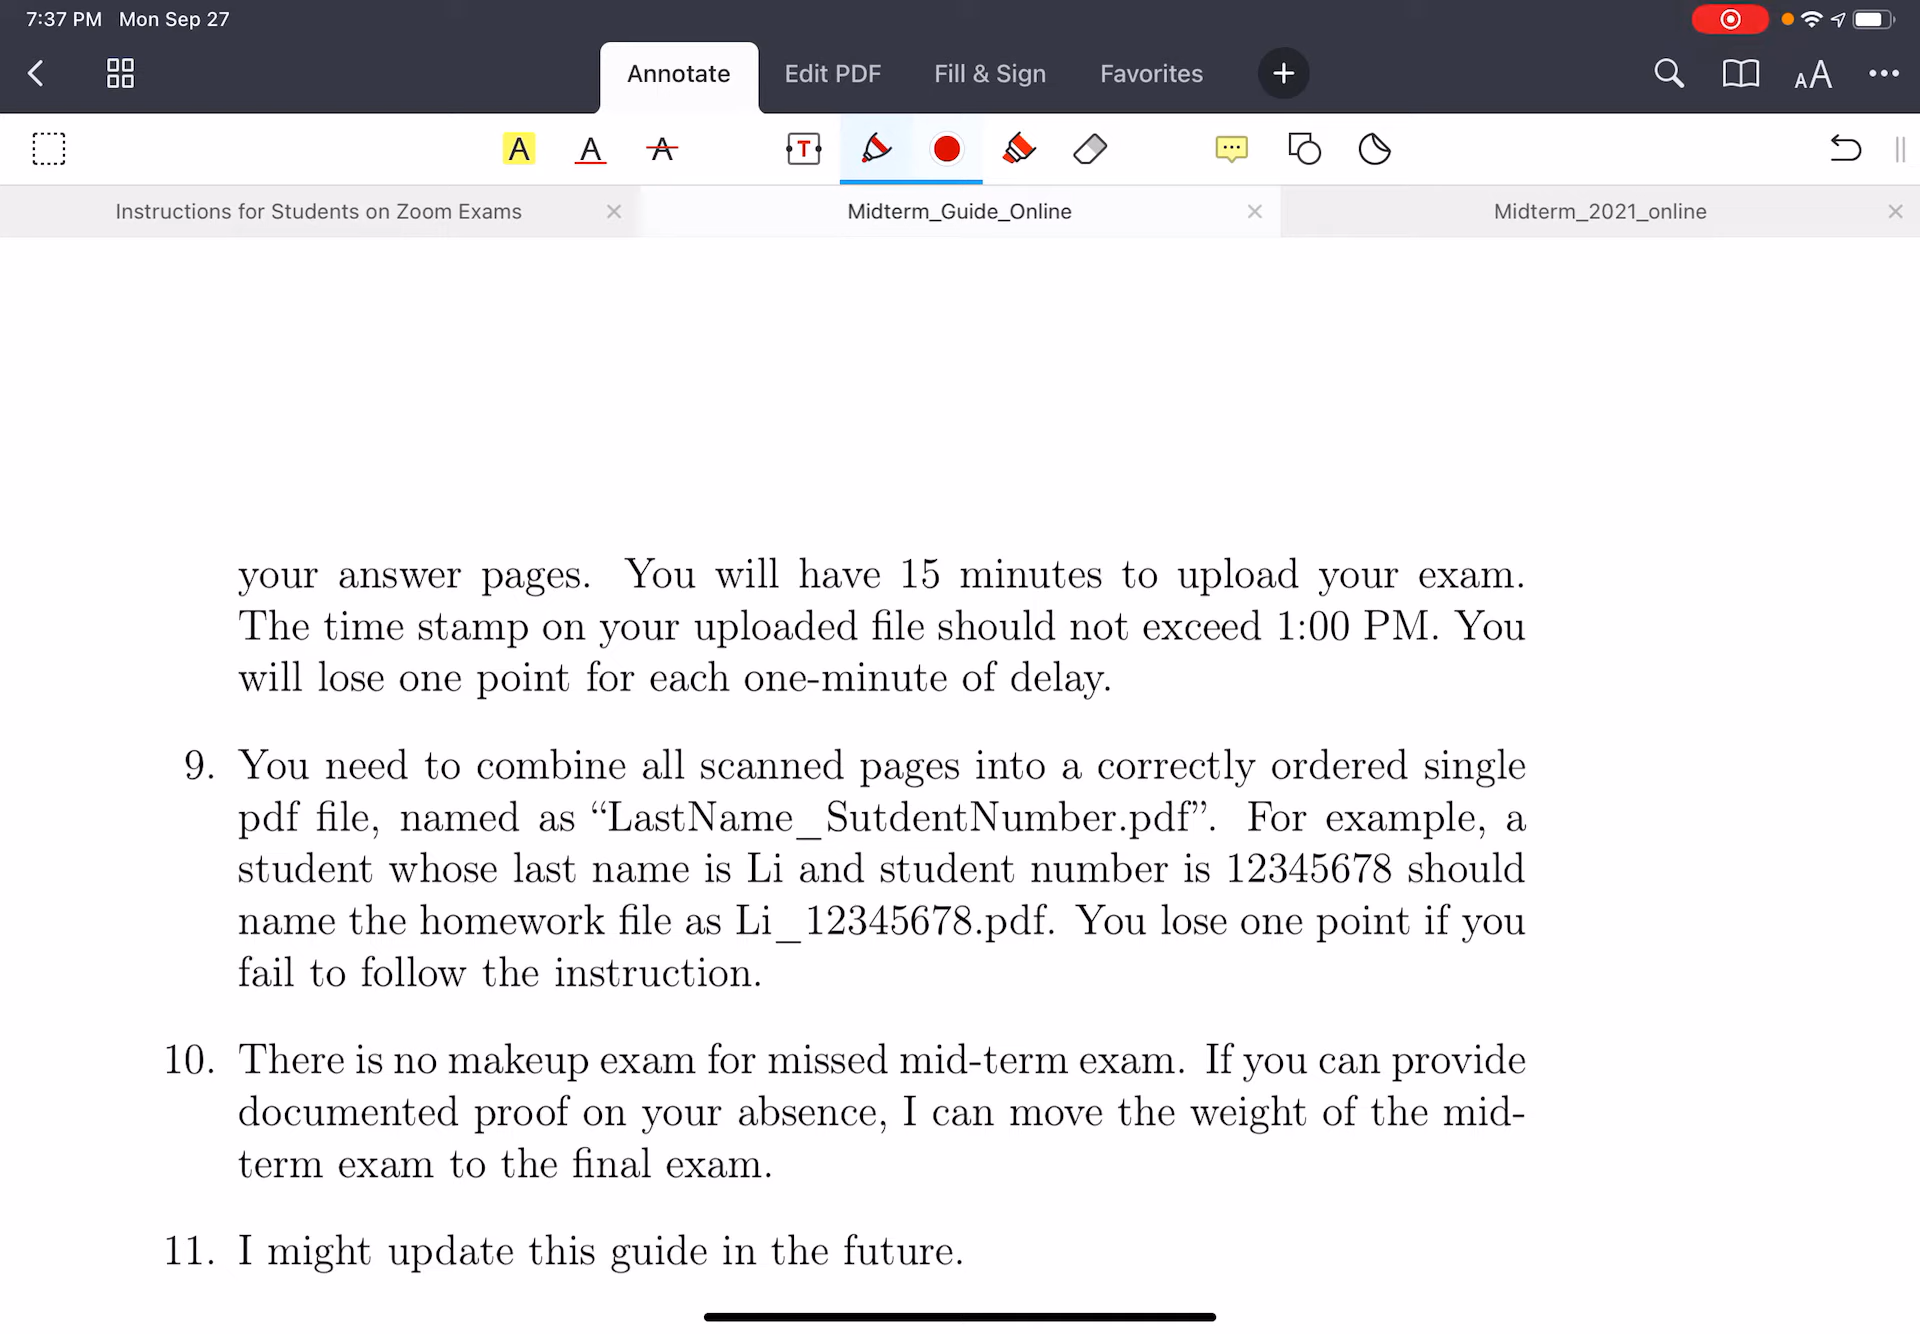 7:37 PM Mon Sep 27
Annotate Edit PDF Fill & Sign Favorites
AA
A A A T
Instructions for Students on Zoom Exams Midterm_Guide_Online Midterm_2021_online
your answer pages. You will have 15 minutes to upload your exam.
The time stamp on your uploaded file should not exceed 1:00 PM. You
will lose one point for each one-minute of delay.
9. You need to combine all scanned pages into a correctly ordered single
pdf file, named as “LastName_SutdentNumber.pdf”. For example, a
student whose last name is Li and student number is 12345678 should
name the homework file as Li_12345678.pdf. You lose one point if you
fail to follow the instruction.
10. There is no makeup exam for missed mid-term exam. If you can provide
documented proof on your absence, I can move the weight of the mid-
term exam to the final exam.
11. I might update this guide in the future.